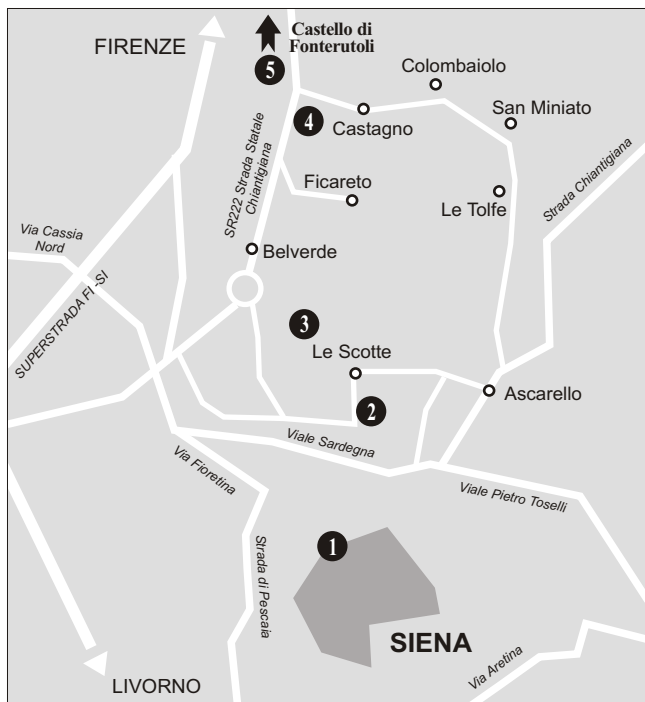 FIRENZE
Castello di
Fonterutoli
5
Colombaiolo
San Miniato
4
Castagno
SR222 Strada Statale
Chiantigiana
Strada Chiantigiana
Ficareto
Le Tolfe
Via Cassia
Nord
Belverde
SUPERSTRADA FI-SI
3
Le Scotte
Ascarello
2
Viale Sardegna
Via Fioretina
Viale Pietro Toselli
1
Strada di Pescaia
SIENA
Via Aretina
LIVORNO